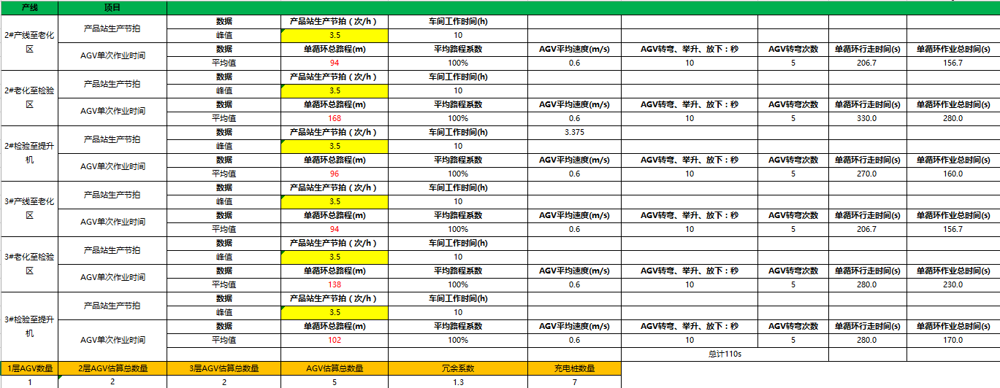 产线 项目
2#产线至老化区 产品站生产节拍 数据 产品站生产节拍（次/h） 车间工作时间(h)
峰值 3.5 10
AGV单次作业时间 数据 单循环总路程(m) 平均路程系数 AGV平均速度(m/s) AGV转弯、举升、放下：秒 AGV转弯次数 单循环行走时间(s) 单循环作业总时间(s)
平均值 94 100% 0.6 10 5 206.7 156.7
2#老化至检验区 产品站生产节拍 数据 产品站生产节拍（次/h） 车间工作时间(h)
峰值 3.5 10
AGV单次作业时间 数据 单循环总路程(m) 平均路程系数 AGV平均速度(m/s) AGV转弯、举升、放下：秒 AGV转弯次数 单循环行走时间(s) 单循环作业总时间(s)
平均值 168 100% 0.6 10 5 330.0 280.0
2#检验至提升机 产品站生产节拍 数据 产品站生产节拍（次/h） 车间工作时间(h) 3.375
峰值 3.5 10
AGV单次作业时间 数据 单循环总路程(m) 平均路程系数 AGV平均速度(m/s) AGV转弯、举升、放下：秒 AGV转弯次数 单循环行走时间(s) 单循环作业总时间(s)
平均值 96 100% 0.6 10 5 270.0 160.0
3#产线至老化区 产品站生产节拍 数据 产品站生产节拍（次/h） 车间工作时间(h)
峰值 3.5 10
AGV单次作业时间 数据 单循环总路程(m) 平均路程系数 AGV平均速度(m/s) AGV转弯、举升、放下：秒 AGV转弯次数 单循环行走时间(s) 单循环作业总时间(s)
平均值 94 100% 0.6 10 5 206.7 156.7
3#老化至检验区 产品站生产节拍 数据 产品站生产节拍（次/h） 车间工作时间(h)
峰值 3.5 10
AGV单次作业时间 数据 单循环总路程(m) 平均路程系数 AGV平均速度(m/s) AGV转弯、举升、放下：秒 AGV转弯次数 单循环行走时间(s) 单循环作业总时间(s)
平均值 138 100% 0.6 10 5 280.0 230.0
3#检验至提升机 产品站生产节拍 数据 产品站生产节拍（次/h） 车间工作时间(h)
峰值 3.5 10
AGV单次作业时间 数据 单循环总路程(m) 平均路程系数 AGV平均速度(m/s) AGV转弯、举升、放下：秒 AGV转弯次数 单循环行走时间(s) 单循环作业总时间(s)
平均值 102 100% 0.6 10 5 280.0 170.0
总计110s
1层AGV数量 2层AGV估算总数量 3层AGV估算总数量 AGV估算总数量 冗余系数 充电桩数量
1 2 2 5 1.3 7